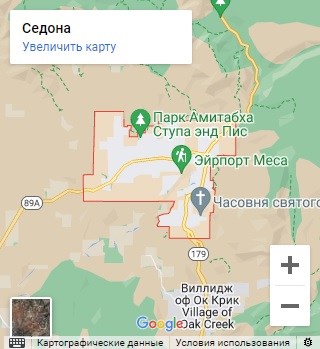 Седона
Увеличить карту
Парк Амитабха
Ступа энд Пис
Эйрпорт Меса
89A
Часовня святого
179
Виллидж
оф Ок Крик
Village of
Oak Creek
Google
Картографические данные
Условия использования